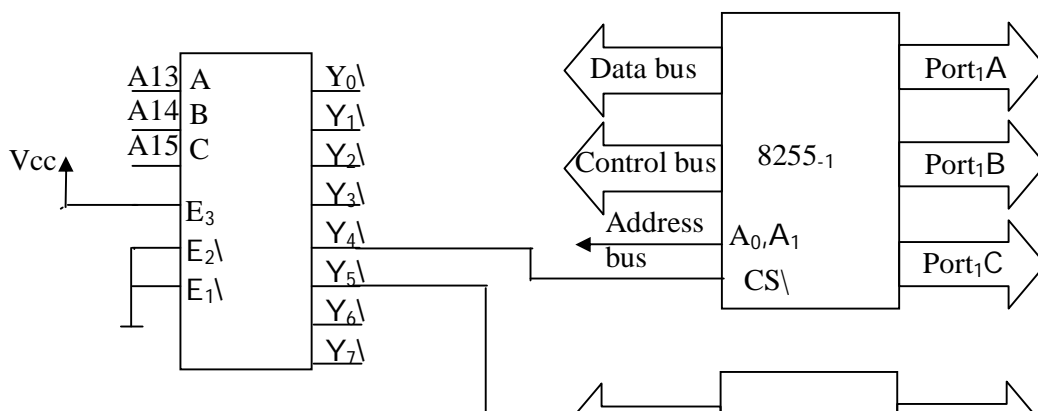 A13 A
A14 B
A15 C
Vcc
E₃
E₂\
E₁\
Y₀\
Y₁\
Y₂\
Y₃\
Y₄\
Y₅\
Y₆\
Y₇\
Data bus
Control bus
Address
bus
8255-1
A₀,A₁
CS\
Port₁A
Port₁B
Port₁C